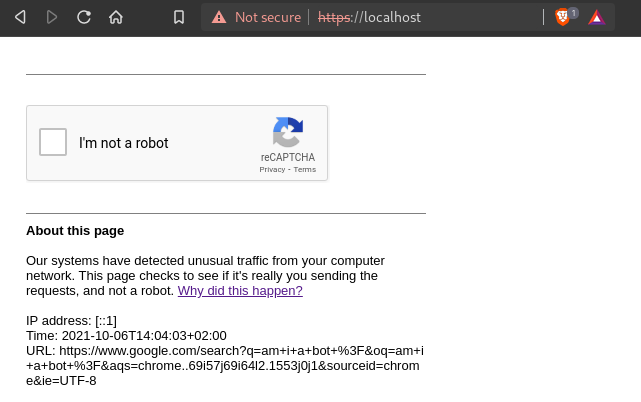 Not secure https://localhost 1
I'm not a robot
reCAPTCHA
Privacy - Terms
About this page
Our systems have detected unusual traffic from your computer
network. This page checks to see if it's really you sending the
requests, and not a robot. Why did this happen?
IP address: [::1]
Time: 2021-10-06T14:04:03+02:00
URL: https://www.google.com/search?q=am+i+a+bot+%3F&oq=am+i
+a+bot+%3F&aqs=chrome..69i57j69i64l2.1553j0j1&sourceid=chrom
e&ie=UTF-8